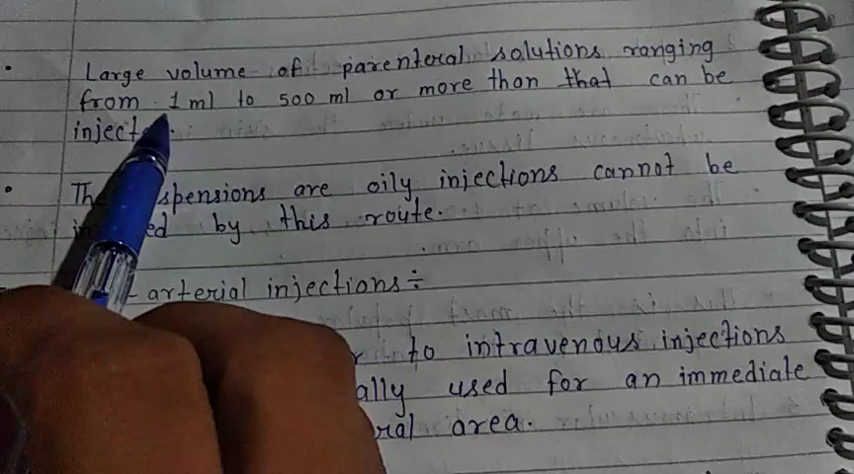 Large volume of parenteral solutions ranging
from 1 ml to 500 ml or more than that can be
inject
The spensions are oily injections cannot be
ed by this route.
- arterial injections÷
to intravenous injections
ally used for an immediate
ral area.